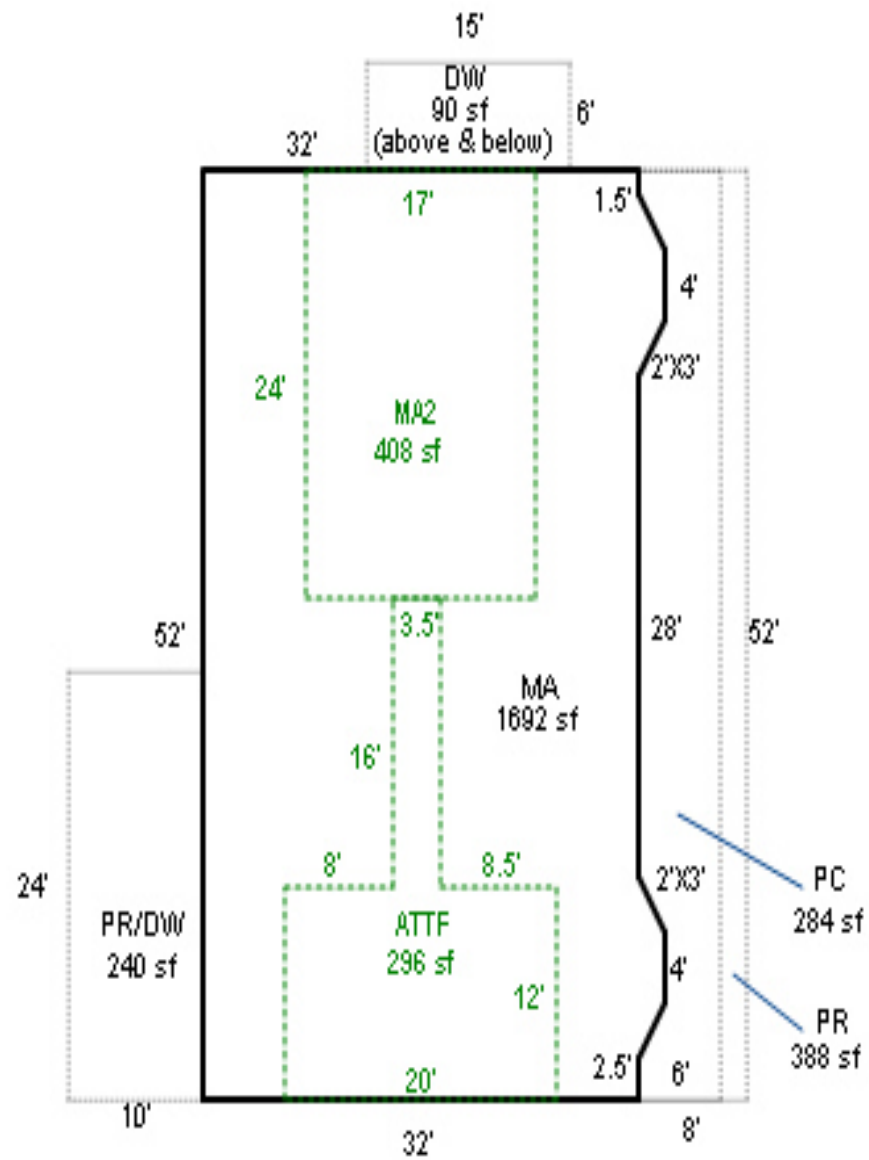 15'
DW
90 sf
6'
(above & below)
32'
17'
1.5'
4'
2'X3'
24'
MA2
408 sf
3.5'
52'
28'
52'
MA
1692 sf
16'
8'
8.5'
2'X3'
PC
284 sf
24'
PR/DW
240 sf
ATTF
296 sf
12'
4'
PR
388 sf
2.5'
6'
20'
10'
32'
8'